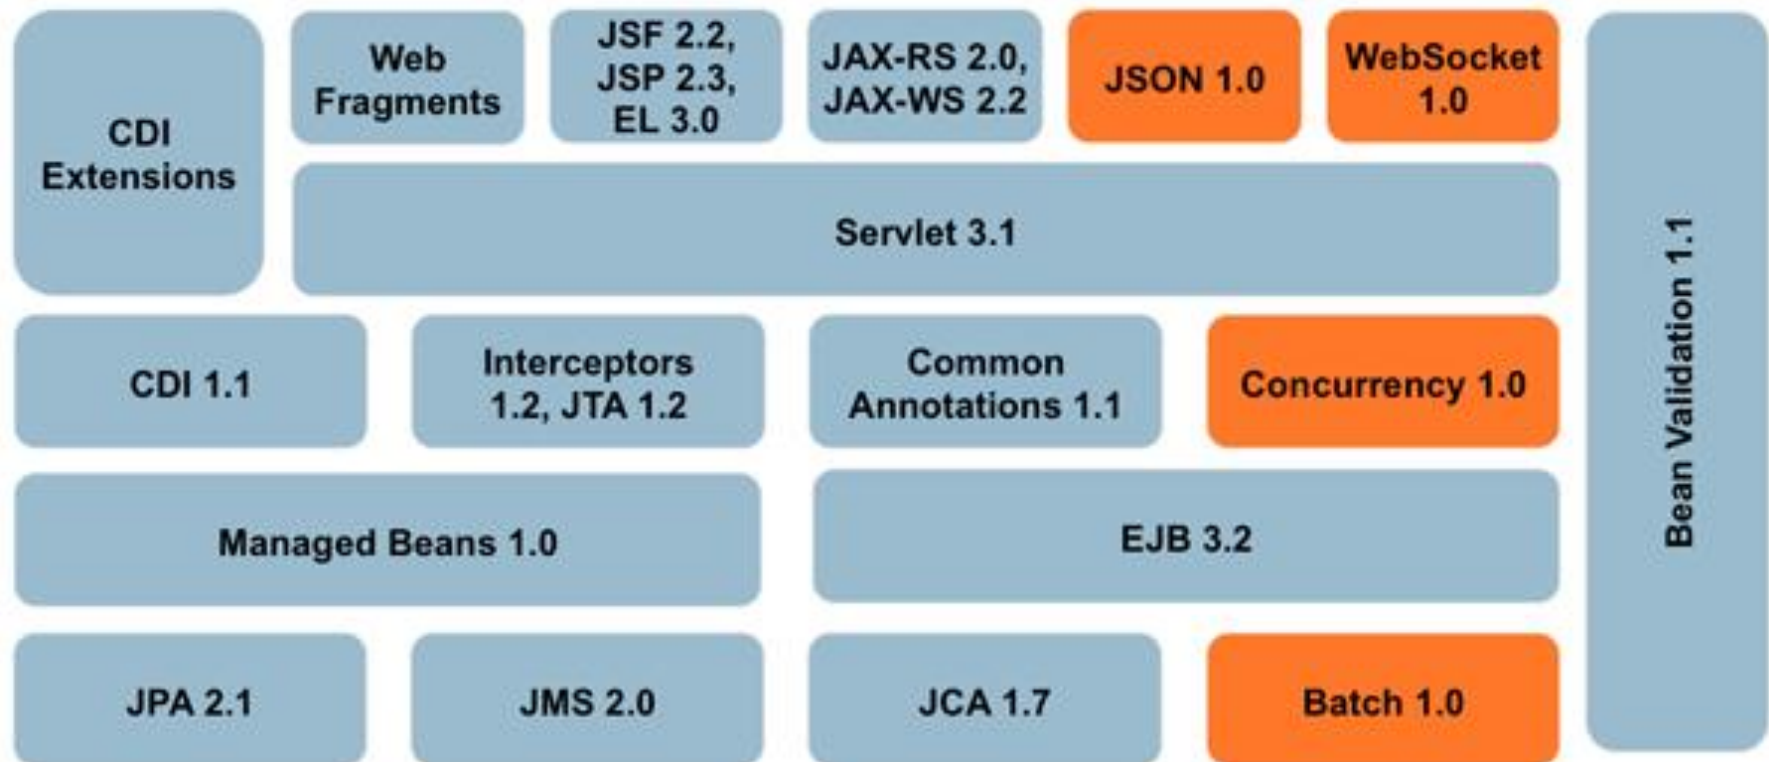 CDI
Extensions
Web
Fragments
JSF 2.2,
JSP 2.3,
EL 3.0
JAX-RS 2.0,
JAX-WS 2.2
JSON 1.0
WebSocket
1.0
Servlet 3.1
CDI 1.1
Interceptors
1.2, JTA 1.2
Common
Annotations 1.1
Concurrency 1.0
Managed Beans 1.0
EJB 3.2
JPA 2.1
JMS 2.0
JCA 1.7
Batch 1.0
Bean Validation 1.1